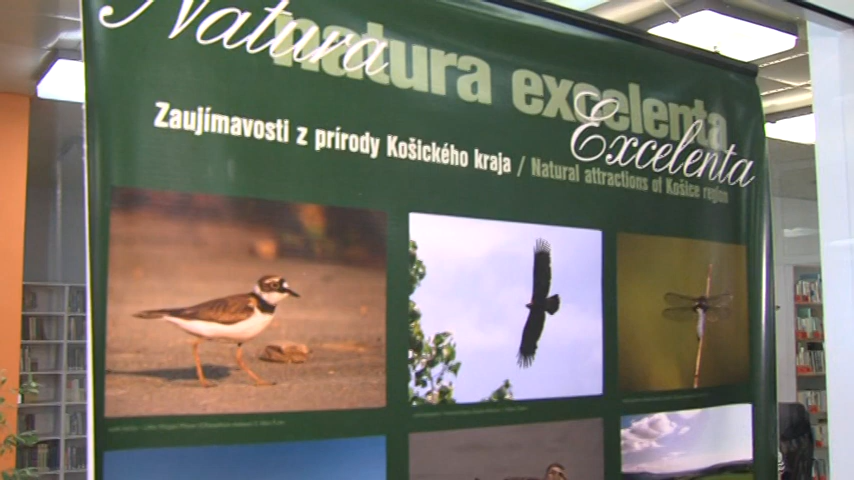 Natura
natura excelenta
Excelenta
Zaujímavosti z prírody Košického kraja / Natural attractions of Košice region